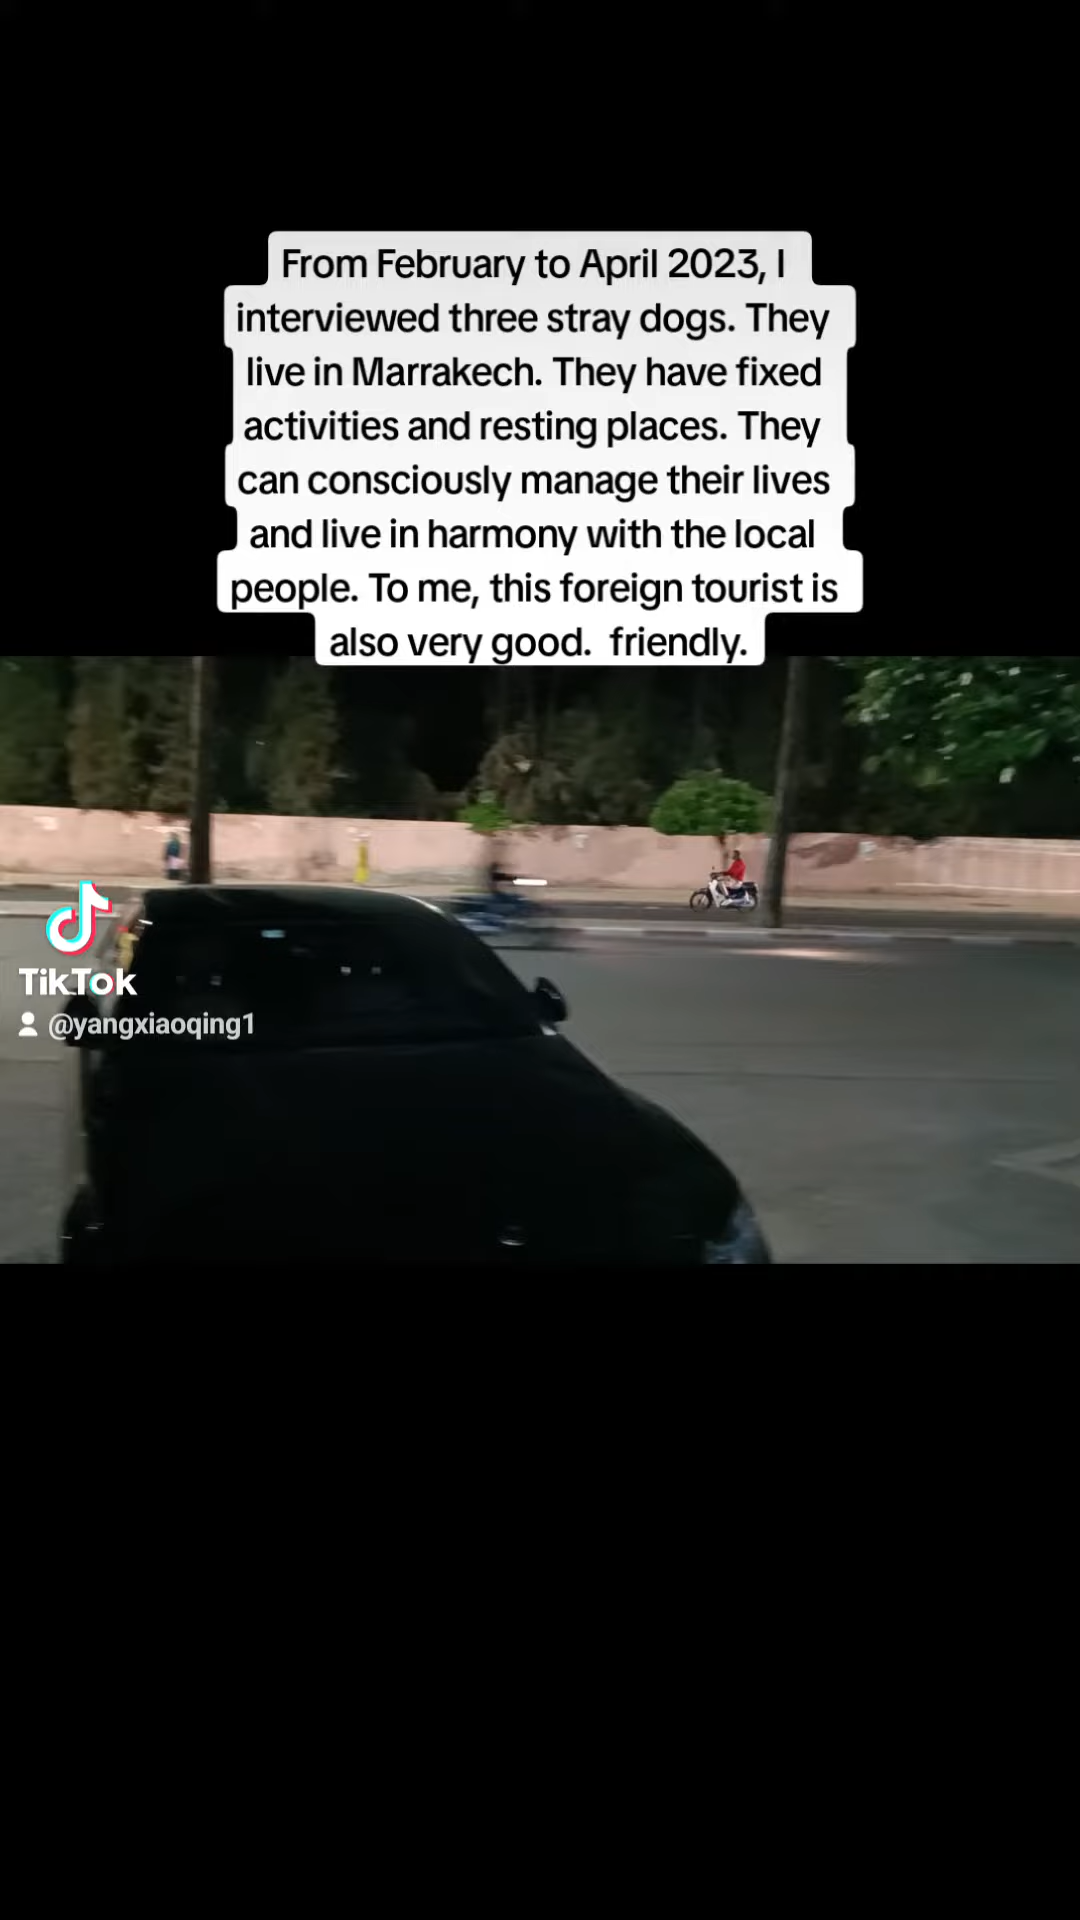 From February to April 2023, I
interviewed three stray dogs. They
live in Marrakech. They have fixed
activities and resting places. They
can consciously manage their lives
and live in harmony with the local
people. To me, this foreign tourist is
also very good.  friendly.
TikTok
@yangxiaoqing1